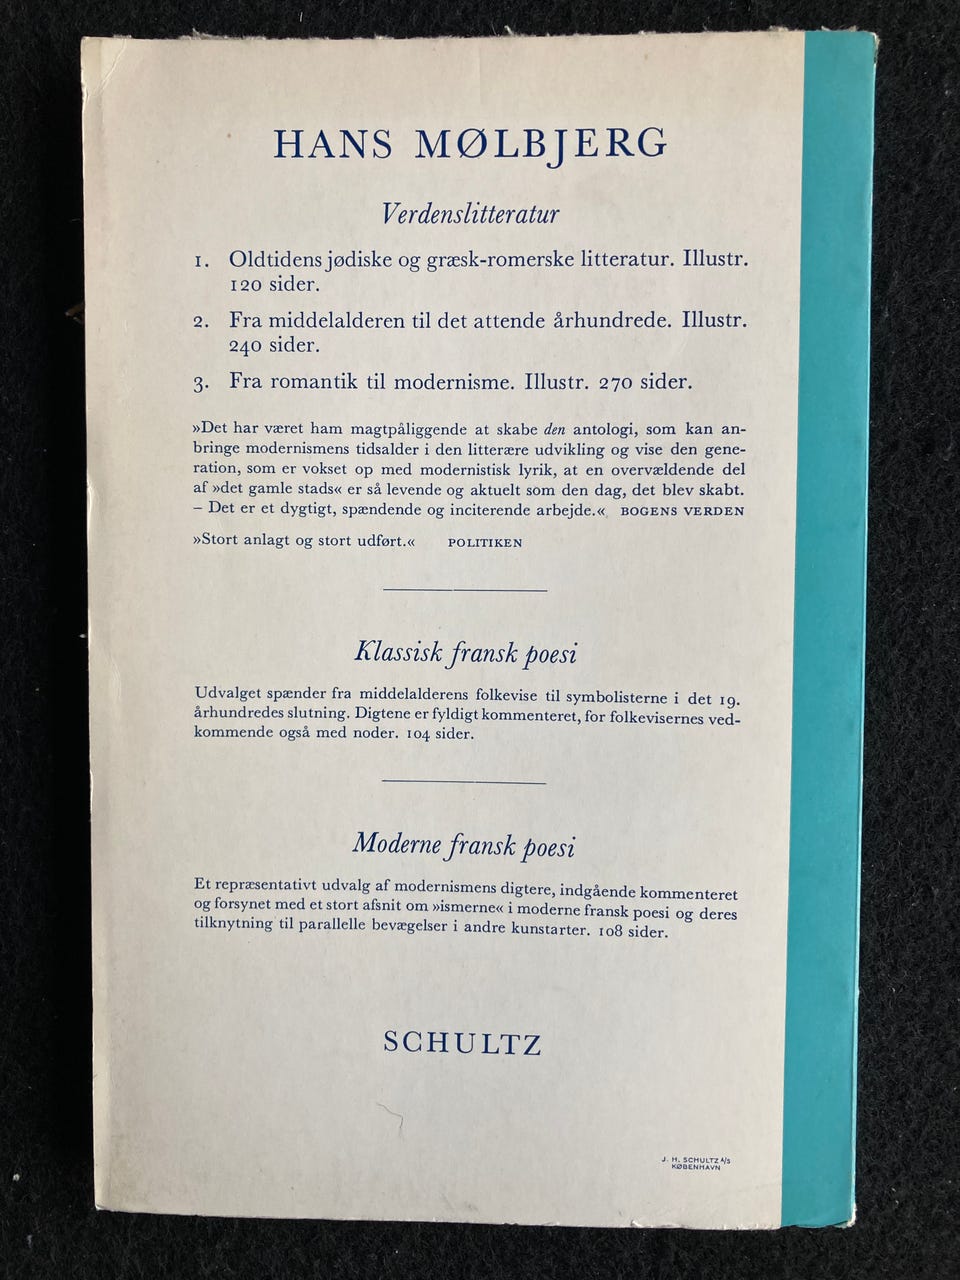 HANS MØLBJERG
Verdenslitteratur
1. Oldtidens jødiske og græsk-romerske litteratur. Illustr.
120 sider.
2. Fra middelalderen til det attende århundrede. Illustr.
240 sider.
3. Fra romantik til modernisme. Illustr. 270 sider.
»Det har været ham magtpåliggende at skabe den antologi, som kan an-
bringe modernismens tidsalder i den litterære udvikling og vise den gene-
ration, som er vokset op med modernistisk lyrik, at en overvældende del
af »det gamle stads« er så levende og aktuelt som den dag, det blev skabt.
– Det er et dygtigt, spændende og inciterende arbejde.« BOGENS VERDEN
»Stort anlagt og stort udført.« POLITIKEN
Klassisk fransk poesi
Udvalget spænder fra middelalderens folkevise til symbolisterne i det 19.
århundredes slutning. Digtene er fyldigt kommenteret, for folkevisernes ved-
kommende også med noder. 104 sider.
Moderne fransk poesi
Et repræsentativt udvalg af modernismens digtere, indgående kommenteret
og forsynet med et stort afsnit om »ismerne« i moderne fransk poesi og deres
tilknytning til parallelle bevægelser i andre kunstarter. 108 sider.
SCHULTZ
J. H. SCHULTZ A/S
KØBENHAVN